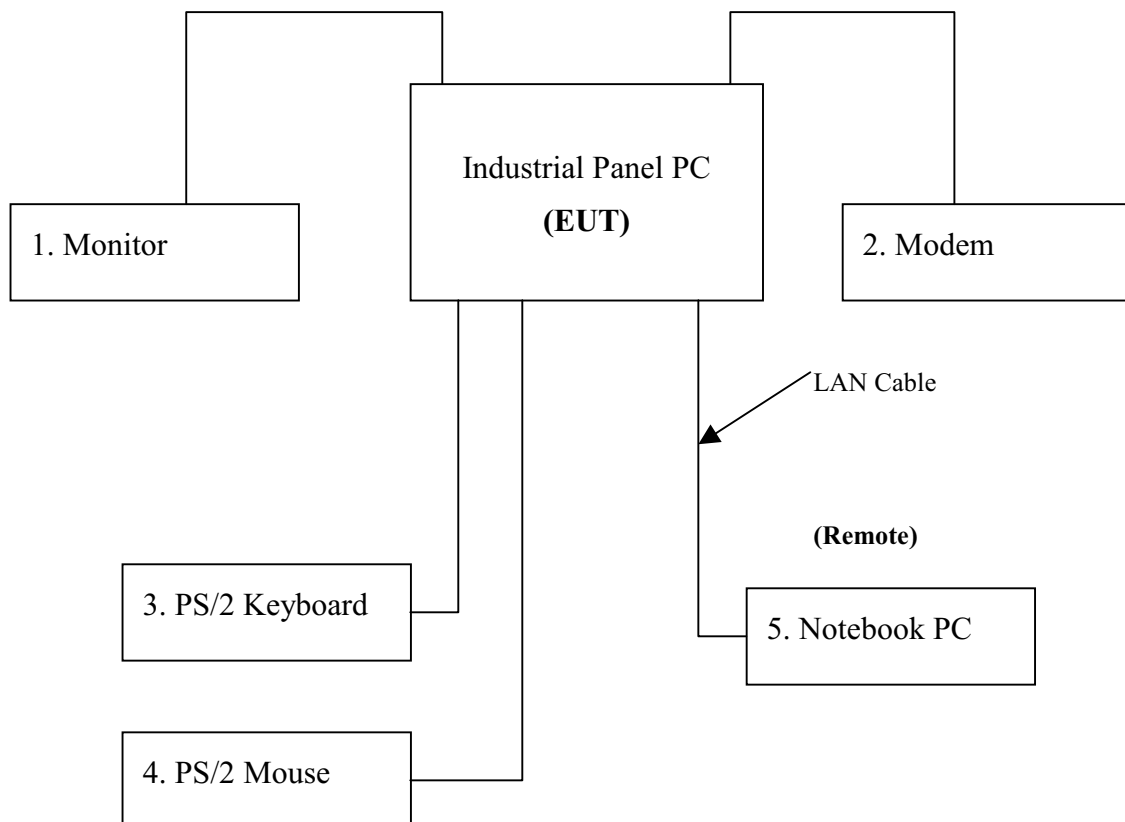 Industrial Panel PC
(EUT)
1. Monitor
2. Modem
LAN Cable
(Remote)
3. PS/2 Keyboard
5. Notebook PC
4. PS/2 Mouse